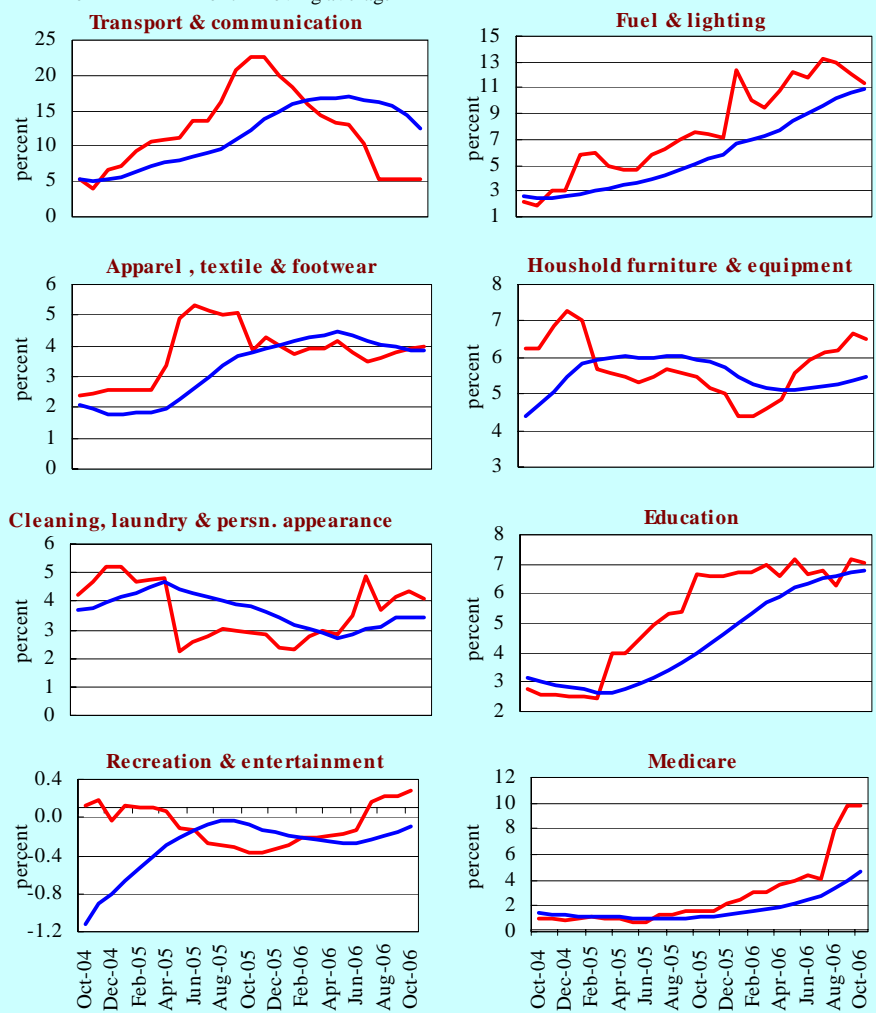 Transport & communication
25
20
15
10
5
0
percent
Fuel & lighting
15
13
11
9
7
5
3
1
percent
Apparel , textile & footwear
6
5
4
3
2
1
0
percent
Houshold furniture & equipment
8
7
6
5
4
3
percent
Cleaning, laundry & persn. appearance
6
5
4
3
2
1
0
percent
Education
8
7
6
5
4
3
2
percent
Recreation & entertainment
0.4
0.0
-0.4
-0.8
-1.2
percent
Oct-04
Dec-04
Feb-05
Apr-05
Jun-05
Aug-05
Oct-05
Dec-05
Feb-06
Apr-06
Jun-06
Aug-06
Oct-06
Medicare
12
10
8
6
4
2
0
percent
Oct-04
Dec-04
Feb-05
Apr-05
Jun-05
Aug-05
Oct-05
Dec-05
Feb-06
Apr-06
Jun-06
Aug-06
Oct-06